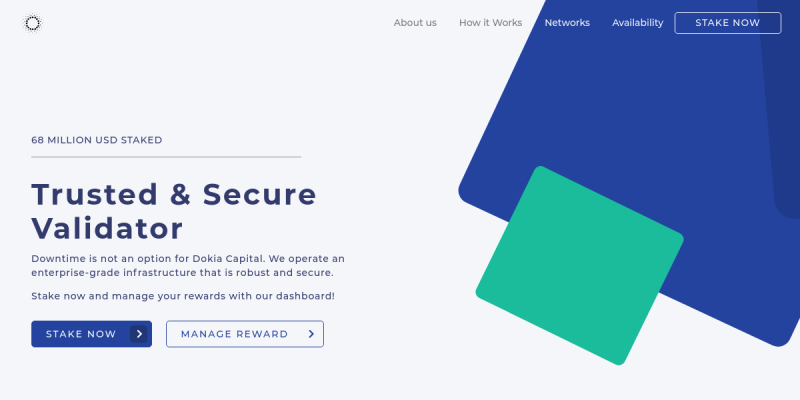 About us How it Works Networks Availability STAKE NOW
68 MILLION USD STAKED
Trusted & Secure
Validator
Downtime is not an option for Dokia Capital. We operate an
enterprise-grade infrastructure that is robust and secure.
Stake now and manage your rewards with our dashboard!
STAKE NOW MANAGE REWARD